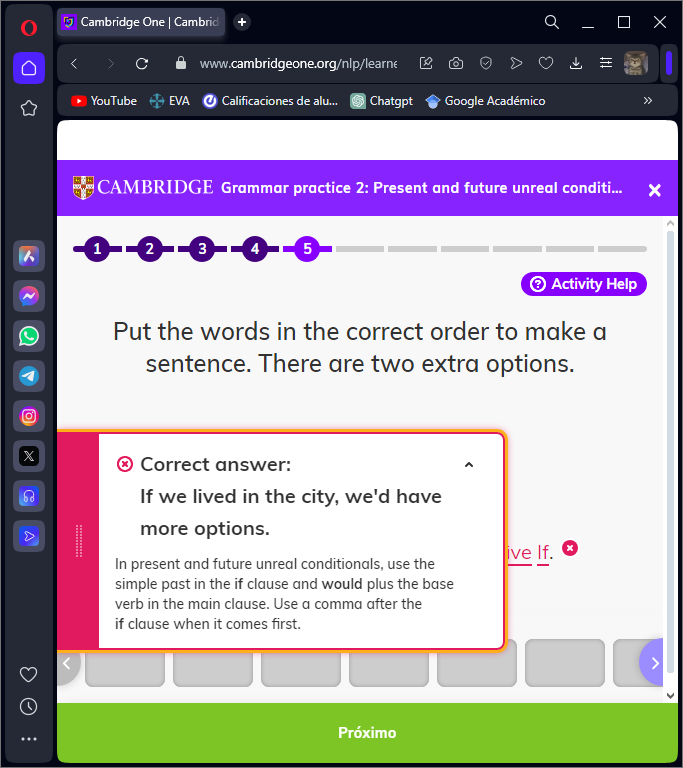 Cambridge One | Cambrid
www.cambridgeone.org/nlp/learne
YouTube EVA Calificaciones de alu... Chatgpt Google Académico »
CAMBRIDGE Grammar practice 2: Present and future unreal conditi...
1 2 3 4 5
Activity Help
Put the words in the correct order to make a
sentence. There are two extra options.
Correct answer:
If we lived in the city, we'd have
more options.
In present and future unreal conditionals, use the
simple past in the if clause and would plus the base
verb in the main clause. Use a comma after the
if clause when it comes first.
ive If.
Próximo